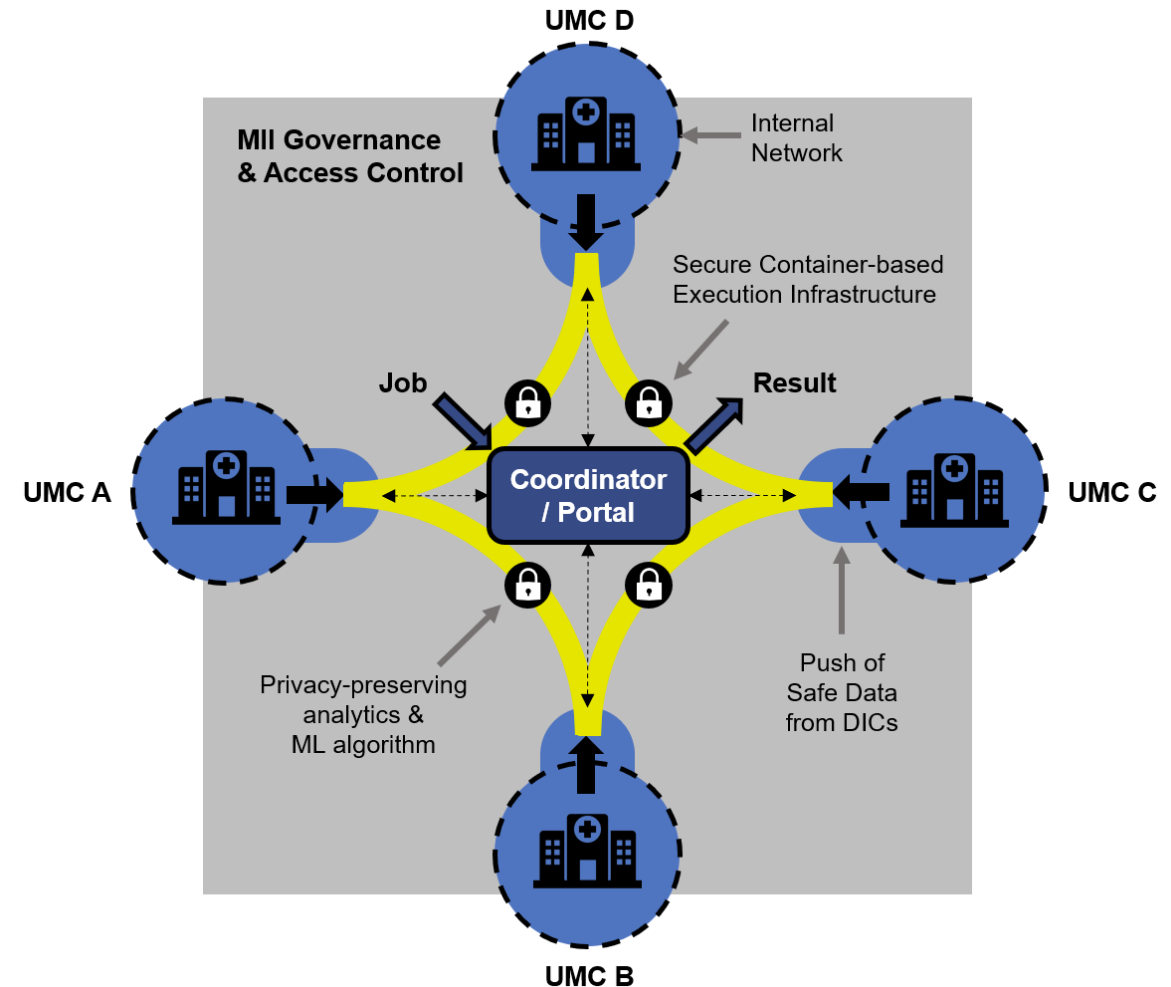 UMC D
MII Governance
& Access Control
Internal
Network
Secure Container-based
Execution Infrastructure
Job
Result
UMC A
Coordinator
/ Portal
UMC C
Privacy-preserving
analytics &
ML algorithm
Push of
Safe Data
from DICs
UMC B